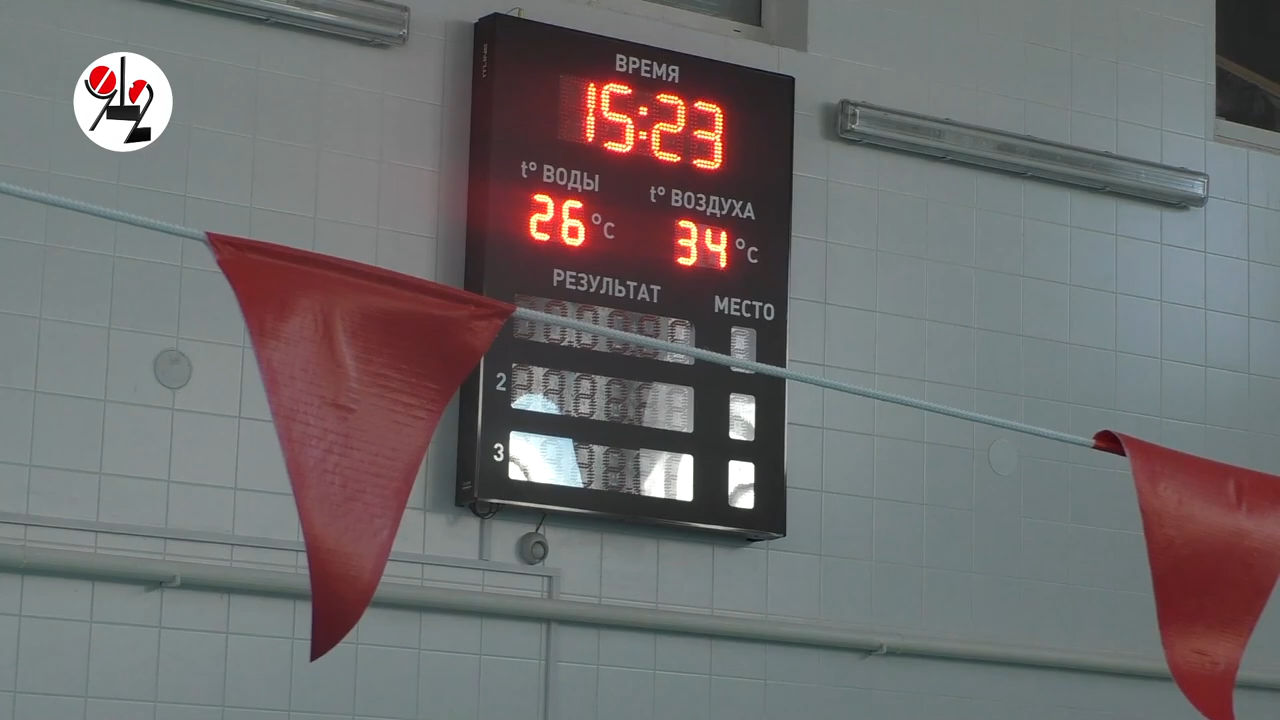 ВРЕМЯ
15:23
t° ВОДЫ
t° ВОЗДУХА
26 °C
34 °C
РЕЗУЛЬТАТ
МЕСТО
2
3